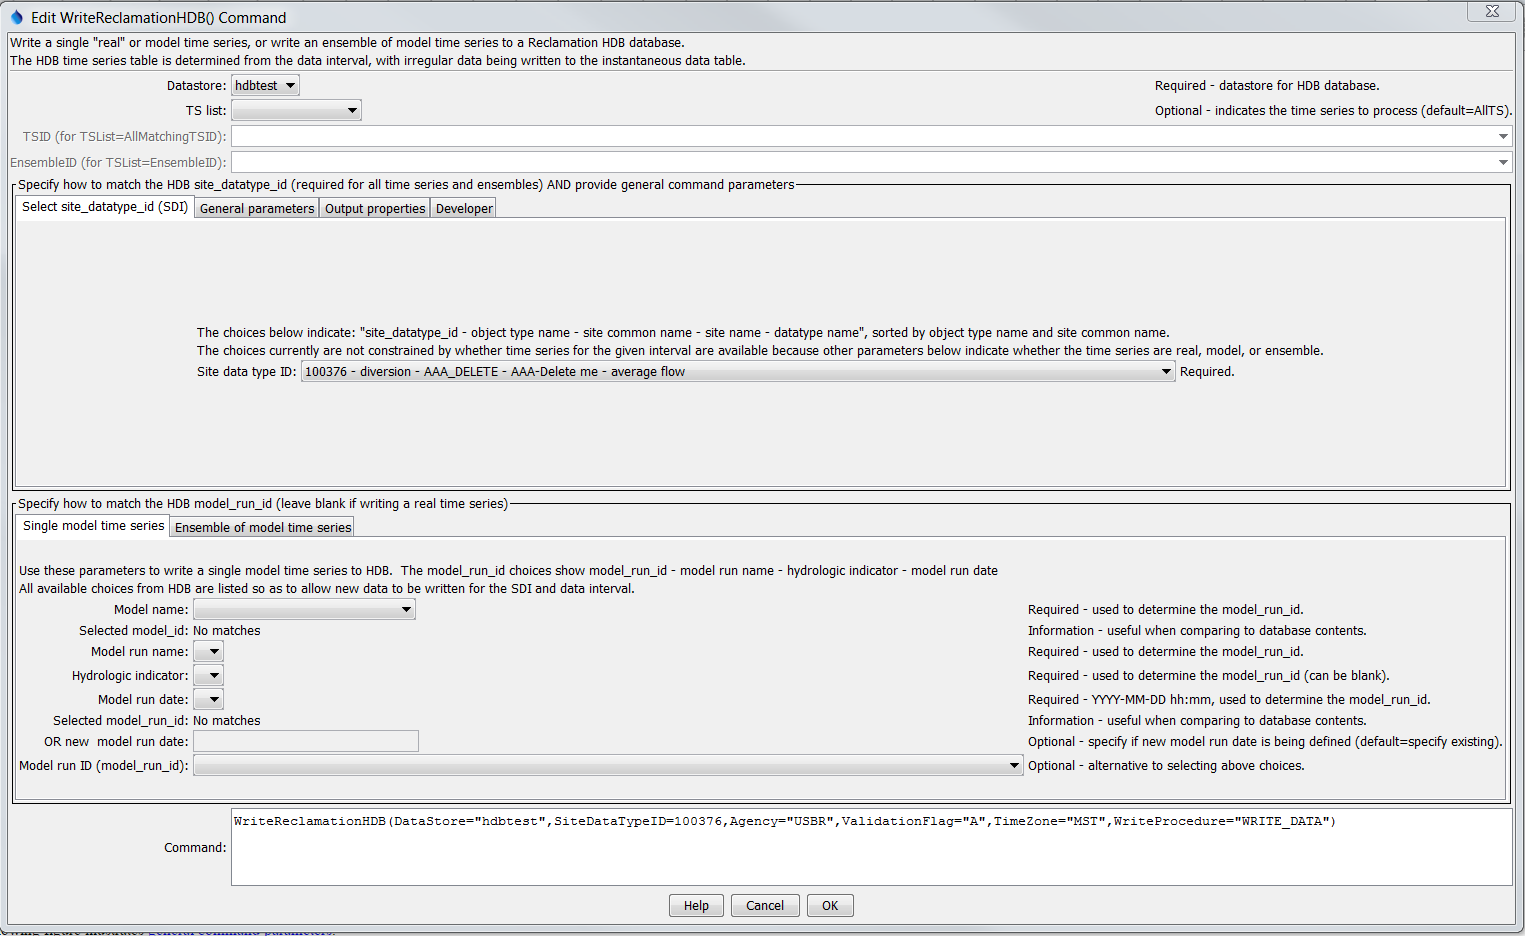 Edit WriteReclamationHDB() Command
Write a single "real" or model time series, or write an ensemble of model time series to a Reclamation HDB database.
The HDB time series table is determined from the data interval, with irregular data being written to the instantaneous data table.
Datastore: hdbtest Required - datastore for HDB database.
TS list: Optional - indicates the time series to process (default=AllTS).
TSID (for TSList=AllMatchingTSID):
EnsembleID (for TSList=EnsembleID):
Specify how to match the HDB site_datatype_id (required for all time series and ensembles) AND provide general command parameters
Select site_datatype_id (SDI) General parameters Output properties Developer
The choices below indicate: "site_datatype_id - object type name - site common name - site name - datatype name", sorted by object type name and site common name.
The choices currently are not constrained by whether time series for the given interval are available because other parameters below indicate whether the time series are real, model, or ensemble.
Site data type ID: 100376 - diversion - AAA_DELETE - AAA-Delete me - average flow Required.
Specify how to match the HDB model_run_id (leave blank if writing a real time series)
Single model time series Ensemble of model time series
Use these parameters to write a single model time series to HDB.  The model_run_id choices show model_run_id - model run name - hydrologic indicator - model run date
All available choices from HDB are listed so as to allow new data to be written for the SDI and data interval.
Model name: Required - used to determine the model_run_id.
Selected model_id: No matches Information - useful when comparing to database contents.
Model run name: Required - used to determine the model_run_id.
Hydrologic indicator: Required - used to determine the model_run_id (can be blank).
Model run date: Required - YYYY-MM-DD hh:mm, used to determine the model_run_id.
Selected model_run_id: No matches Information - useful when comparing to database contents.
OR new  model run date: Optional - specify if new model run date is being defined (default=specify existing).
Model run ID (model_run_id): Optional - alternative to selecting above choices.
Command: WriteReclamationHDB(DataStore="hdbtest",SiteDataTypeID=100376,Agency="USBR",ValidationFlag="A",TimeZone="MST",WriteProcedure="WRITE_DATA")
Help Cancel OK